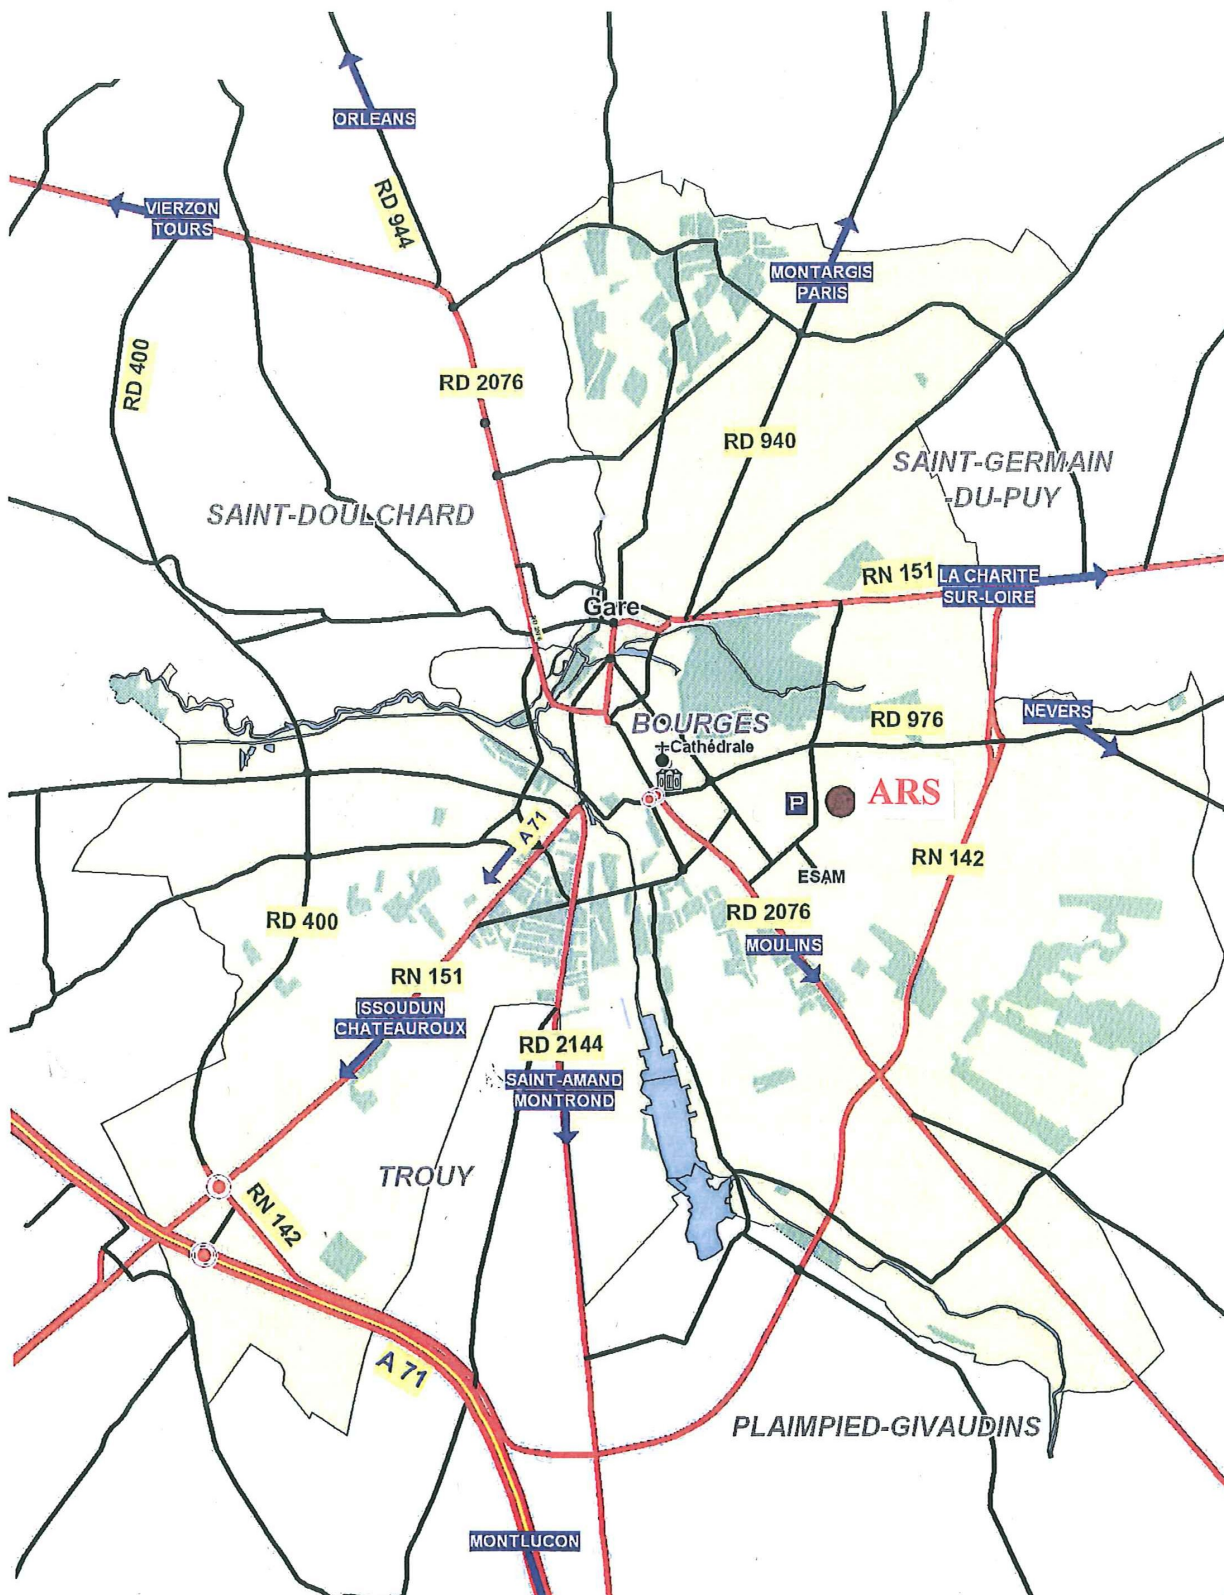 ORLEANS
RD 944
VIERZON
TOURS
MONTARGIS
PARIS
RD 400
RD 2076
RD 940
SAINT-GERMAIN
-DU-PUY
SAINT-DOULCHARD
RN 151
LA CHARITE
SUR-LOIRE
Gare
BOURGES
Cathédrale
RD 976
NEVERS
P
ARS
A 71
RN 142
ESAM
RD 400
RD 2076
MOULINS
RN 151
ISSOUDUN
CHATEAUROUX
RD 2144
SAINT-AMAND
MONTROND
TROUY
RN 142
A 71
PLAIMPIED-GIVAUDINS
MONTLUCON